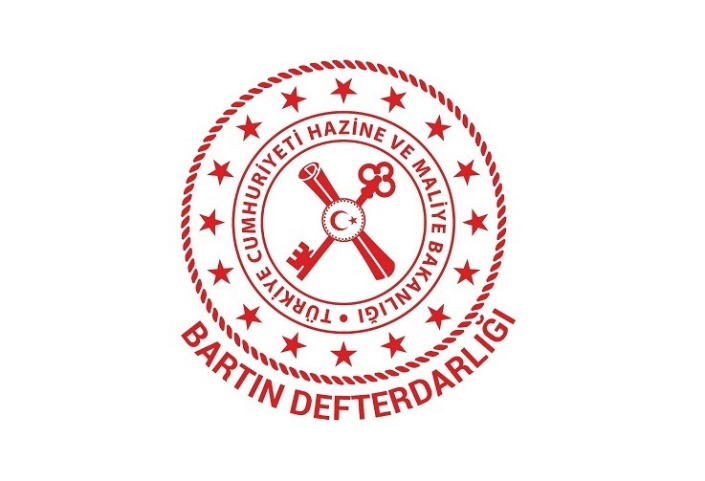 TÜRKİYE CUMHURİYETİ HAZİNE VE MALİYE BAKANLIĞI •
BARTIN DEFTERDARLIĞI